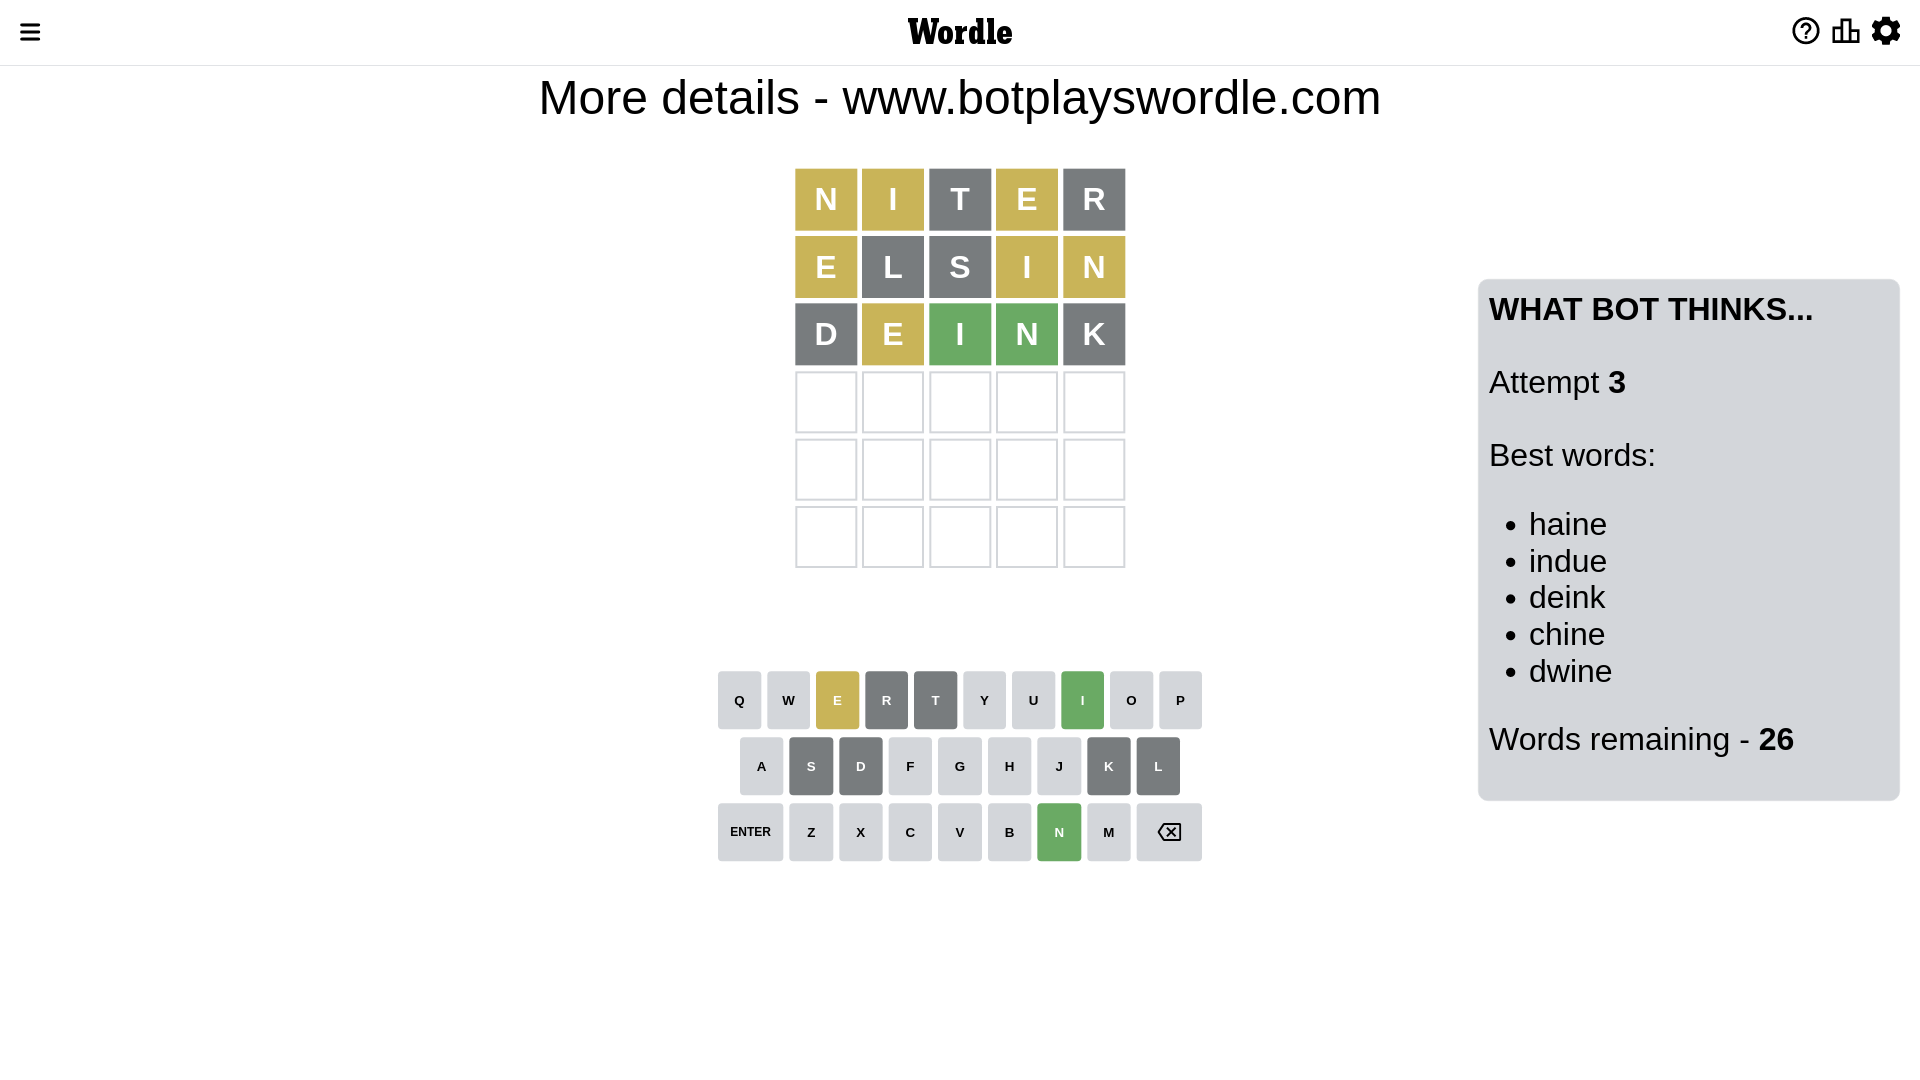 Wordle
More details - www.botplayswordle.com
N I T E R
E L S I N
D E I N K
WHAT BOT THINKS...
Attempt 3
Best words:
• haine
• indue
• deink
• chine
• dwine
Words remaining - 26
Q W E R T Y U I O P
A S D F G H J K L
ENTER Z X C V B N M